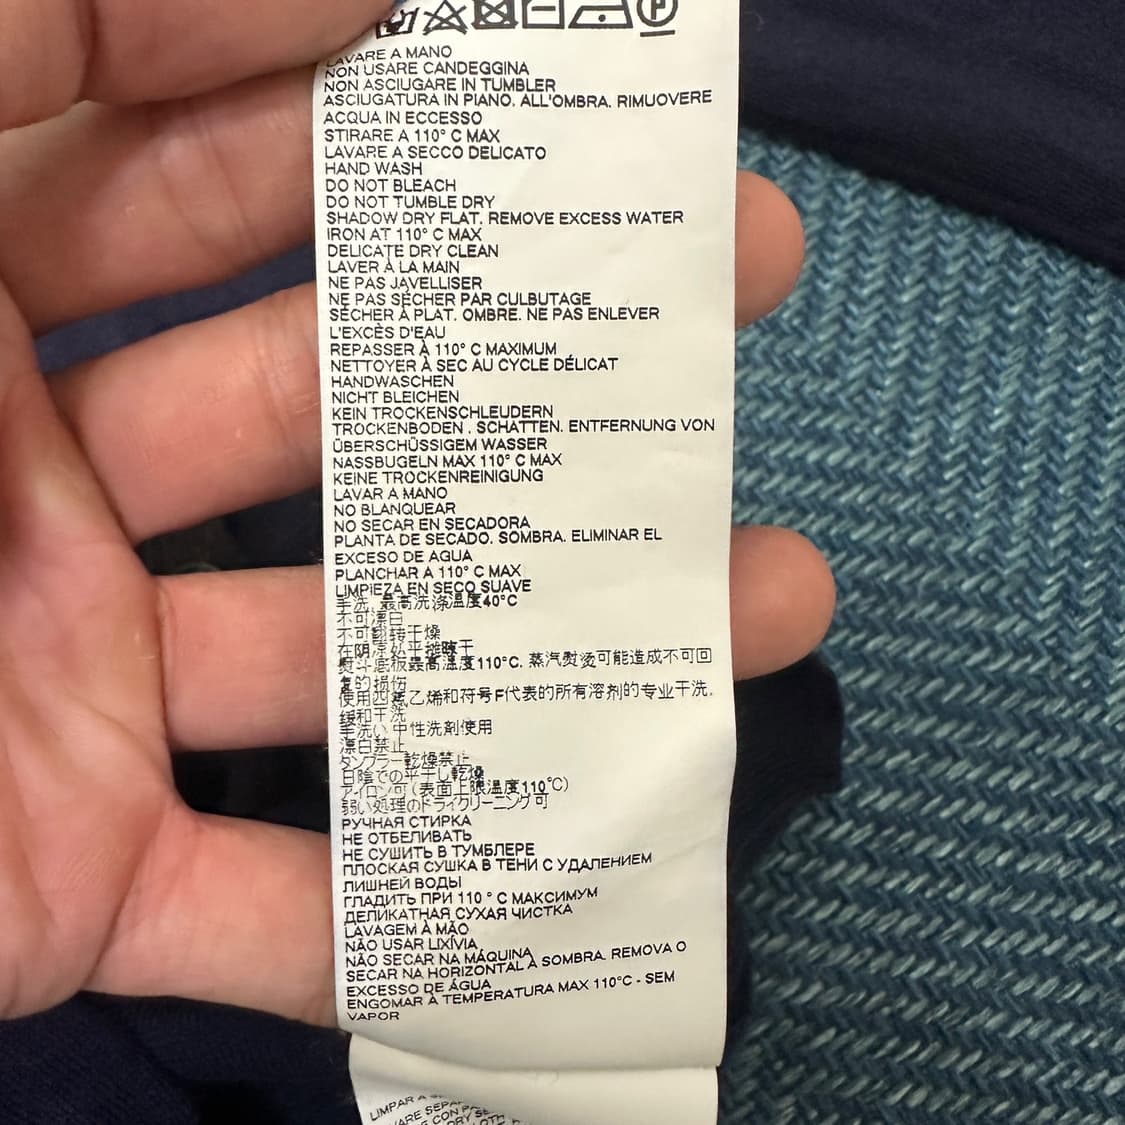 LAVARE A MANO
NON USARE CANDEGGINA
NON ASCIUGARE IN TUMBLER
ASCIUGATURA IN PIANO. ALL'OMBRA. RIMUOVERE
ACQUA IN ECCESSO
STIRARE A 110° C MAX
LAVARE A SECCO DELICATO
HAND WASH
DO NOT BLEACH
DO NOT TUMBLE DRY
SHADOW DRY FLAT. REMOVE EXCESS WATER
IRON AT 110° C MAX
DELICATE DRY CLEAN
LAVER À LA MAIN
NE PAS JAVELLISER
NE PAS SÉCHER PAR CULBUTAGE
SÉCHER À PLAT. OMBRE. NE PAS ENLEVER
L'EXCÈS D'EAU
REPASSER À 110° C MAXIMUM
NETTOYER À SEC AU CYCLE DÉLICAT
HANDWASCHEN
NICHT BLEICHEN
KEIN TROCKENSCHLEUDERN
TROCKENBODEN . SCHATTEN. ENTFERNUNG VON
ÜBERSCHÜSSIGEM WASSER
NASSBUGELN MAX 110° C MAX
KEINE TROCKENREINIGUNG
LAVAR A MANO
NO BLANQUEAR
NO SECAR EN SECADORA
PLANTA DE SECADO. SOMBRA. ELIMINAR EL
EXCESO DE AGUA
PLANCHAR A 110° C MAX
LIMPIEZA EN SECO SUAVE
手洗, 最高洗涤温度40°C
不可漂白
不可翻转干燥
在阴凉处平摊晾干
熨斗底板最高温度110°C. 蒸汽熨烫可能造成不可回
复的损伤
使用四氯乙烯和符号F代表的所有溶剂的专业干洗.
缓和干洗
手洗い 中性洗剤使用
漂白禁止
タンブラー乾燥禁止
日陰での平干し乾燥
アイロン可 (表面上限温度110°C)
弱い処理のドライクリーニング可
РУЧНАЯ СТИРКА
НЕ ОТБЕЛИВАТЬ
НЕ СУШИТЬ В ТУМБЛЕРЕ
ПЛОСКАЯ СУШКА В ТЕНИ С УДАЛЕНИЕМ
ЛИШНЕЙ ВОДЫ
ГЛАДИТЬ ПРИ 110 ° C МАКСИМУМ
ДЕЛИКАТНАЯ СУХАЯ ЧИСТКА
LAVAGEM À MÃO
NÃO USAR LIXÍVIA
NÃO SECAR NA MÁQUINA
SECAR NA HORIZONTAL À SOMBRA. REMOVA O
EXCESSO DE ÁGUA
ENGOMAR À TEMPERATURA MAX 110°C - SEM
VAPOR
LIMPAR A